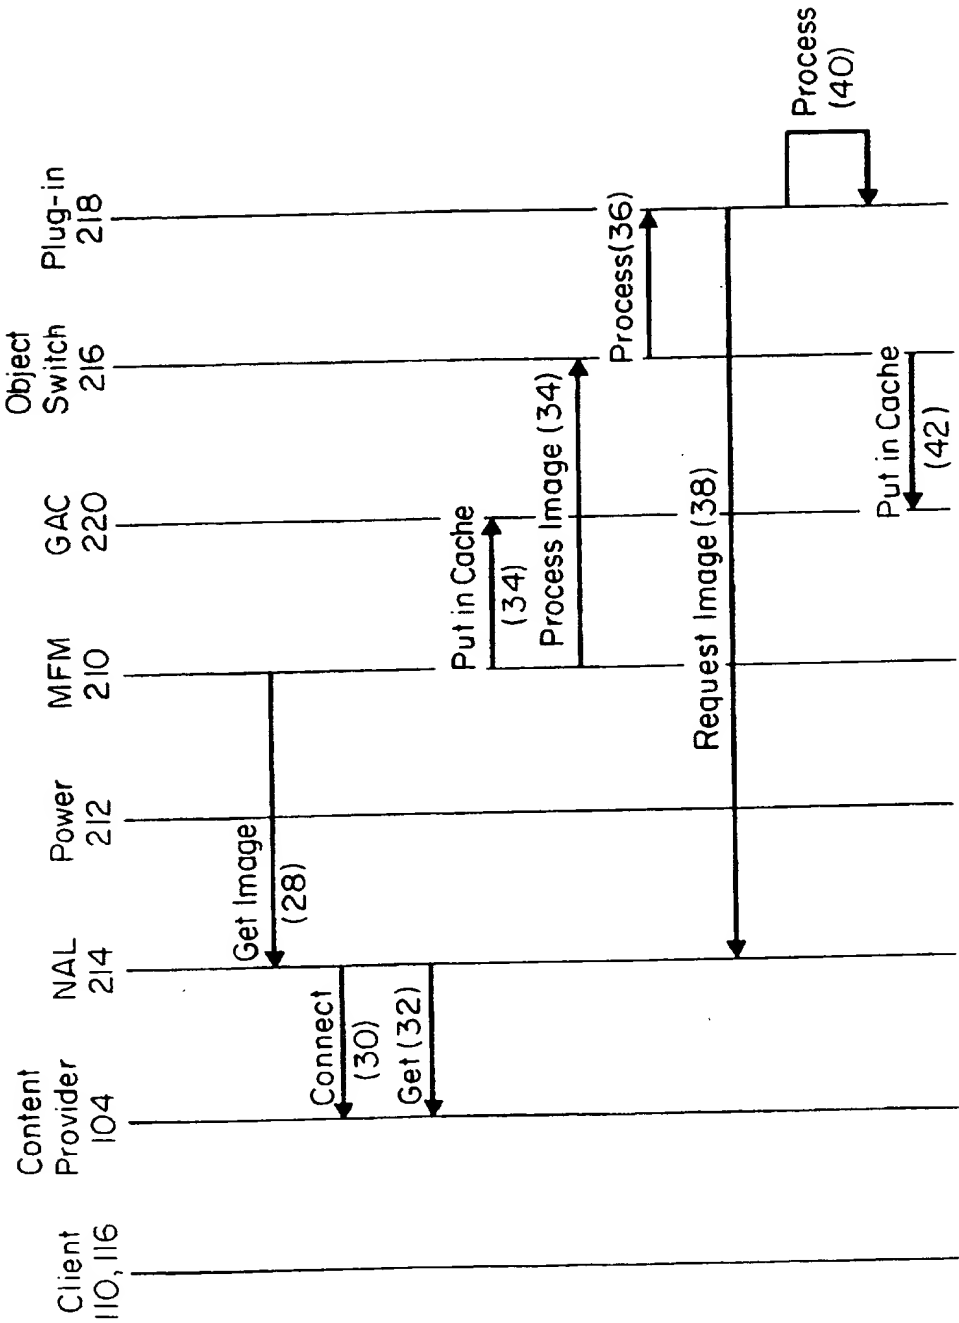 Client
110, 116
Content
Provider
104
NAL
214
Power
212
MFM
210
GAC
220
Object
Switch
216
Plug-in
218
Get Image
(28)
Connect
(30)
Get (32)
Put in Cache
(34)
Process Image (34)
Process(36)
Request Image (38)
Process
(40)
Put in Cache
(42)